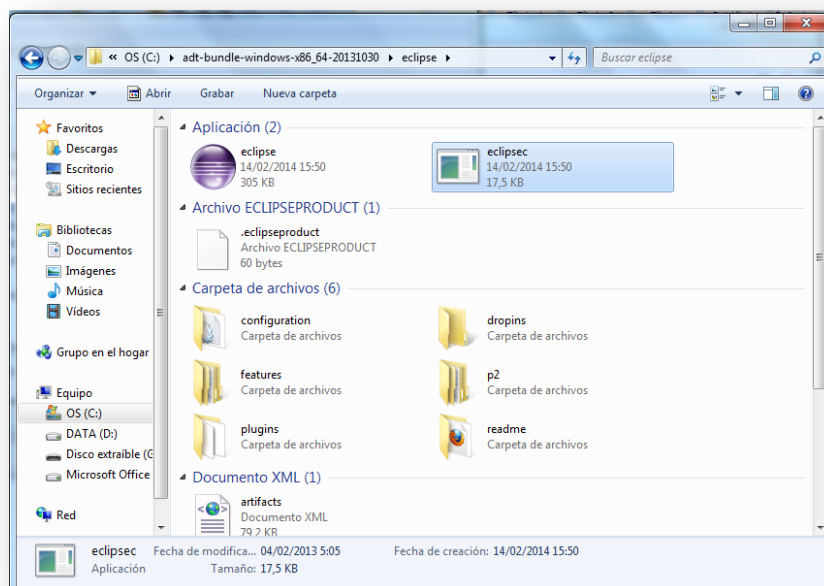 « OS (C:) ▸ adt-bundle-windows-x86_64-20131030 ▸ eclipse ▸
Buscar eclipse
Organizar
Abrir
Grabar
Nueva carpeta
Favoritos
Descargas
Escritorio
Sitios recientes
Bibliotecas
Documentos
Imágenes
Música
Vídeos
Grupo en el hogar
Equipo
OS (C:)
DATA (D:)
Disco extraíble (G
Microsoft Office
Red
Aplicación (2)
eclipse
14/02/2014 15:50
305 KB
eclipsec
14/02/2014 15:50
17,5 KB
Archivo ECLIPSEPRODUCT (1)
.eclipseproduct
Archivo ECLIPSEPRODUCT
60 bytes
Carpeta de archivos (6)
configuration
Carpeta de archivos
dropins
Carpeta de archivos
features
Carpeta de archivos
p2
Carpeta de archivos
plugins
Carpeta de archivos
readme
Carpeta de archivos
Documento XML (1)
artifacts
Documento XML
79,2 KB
eclipsec
Fecha de modifica... 04/02/2013 5:05
Fecha de creación: 14/02/2014 15:50
Aplicación
Tamaño: 17,5 KB